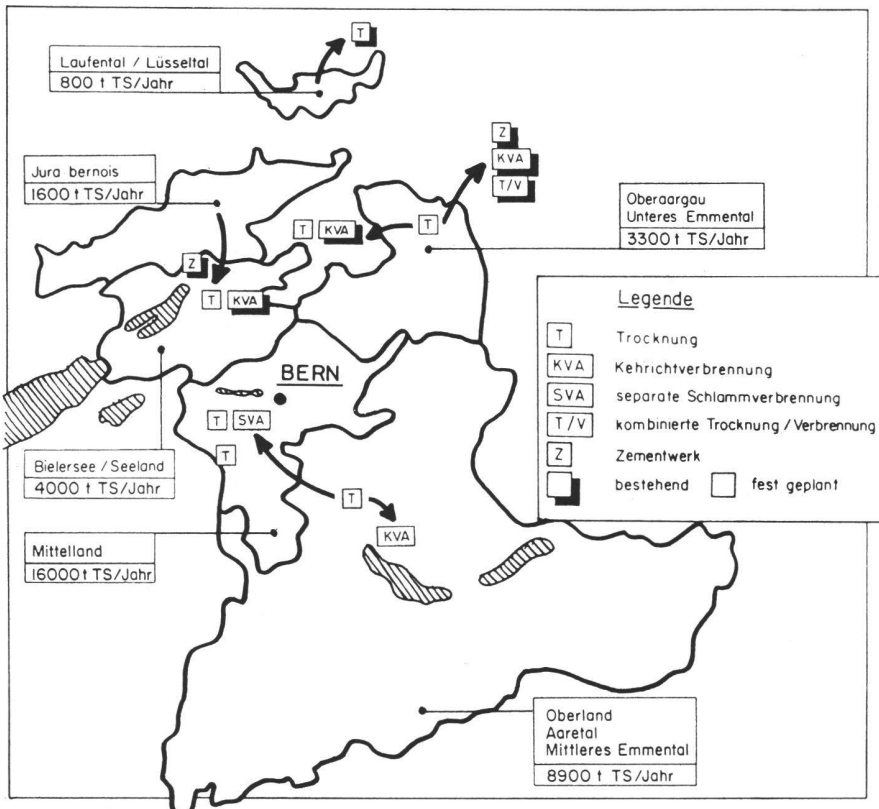 T
Laufental / Lüsseltal
800 t TS/Jahr
Z
KVA
T/V
Jura bernois
1600 t TS/Jahr
Oberaargau
Unteres Emmental
3300 t TS/Jahr
T KVA
T
Z
T KVA
Legende
T Trocknung
KVA Kehrichtverbrennung
SVA separate Schlammverbrennung
T/V kombinierte Trocknung / Verbrennung
Z Zementwerk
bestehend fest geplant
BERN
T SVA
T
Bielersee / Seeland
4000 t TS/Jahr
T
KVA
Mittelland
16000 t TS/Jahr
Oberland
Aaretal
Mittleres Emmental
8900 t TS/Jahr